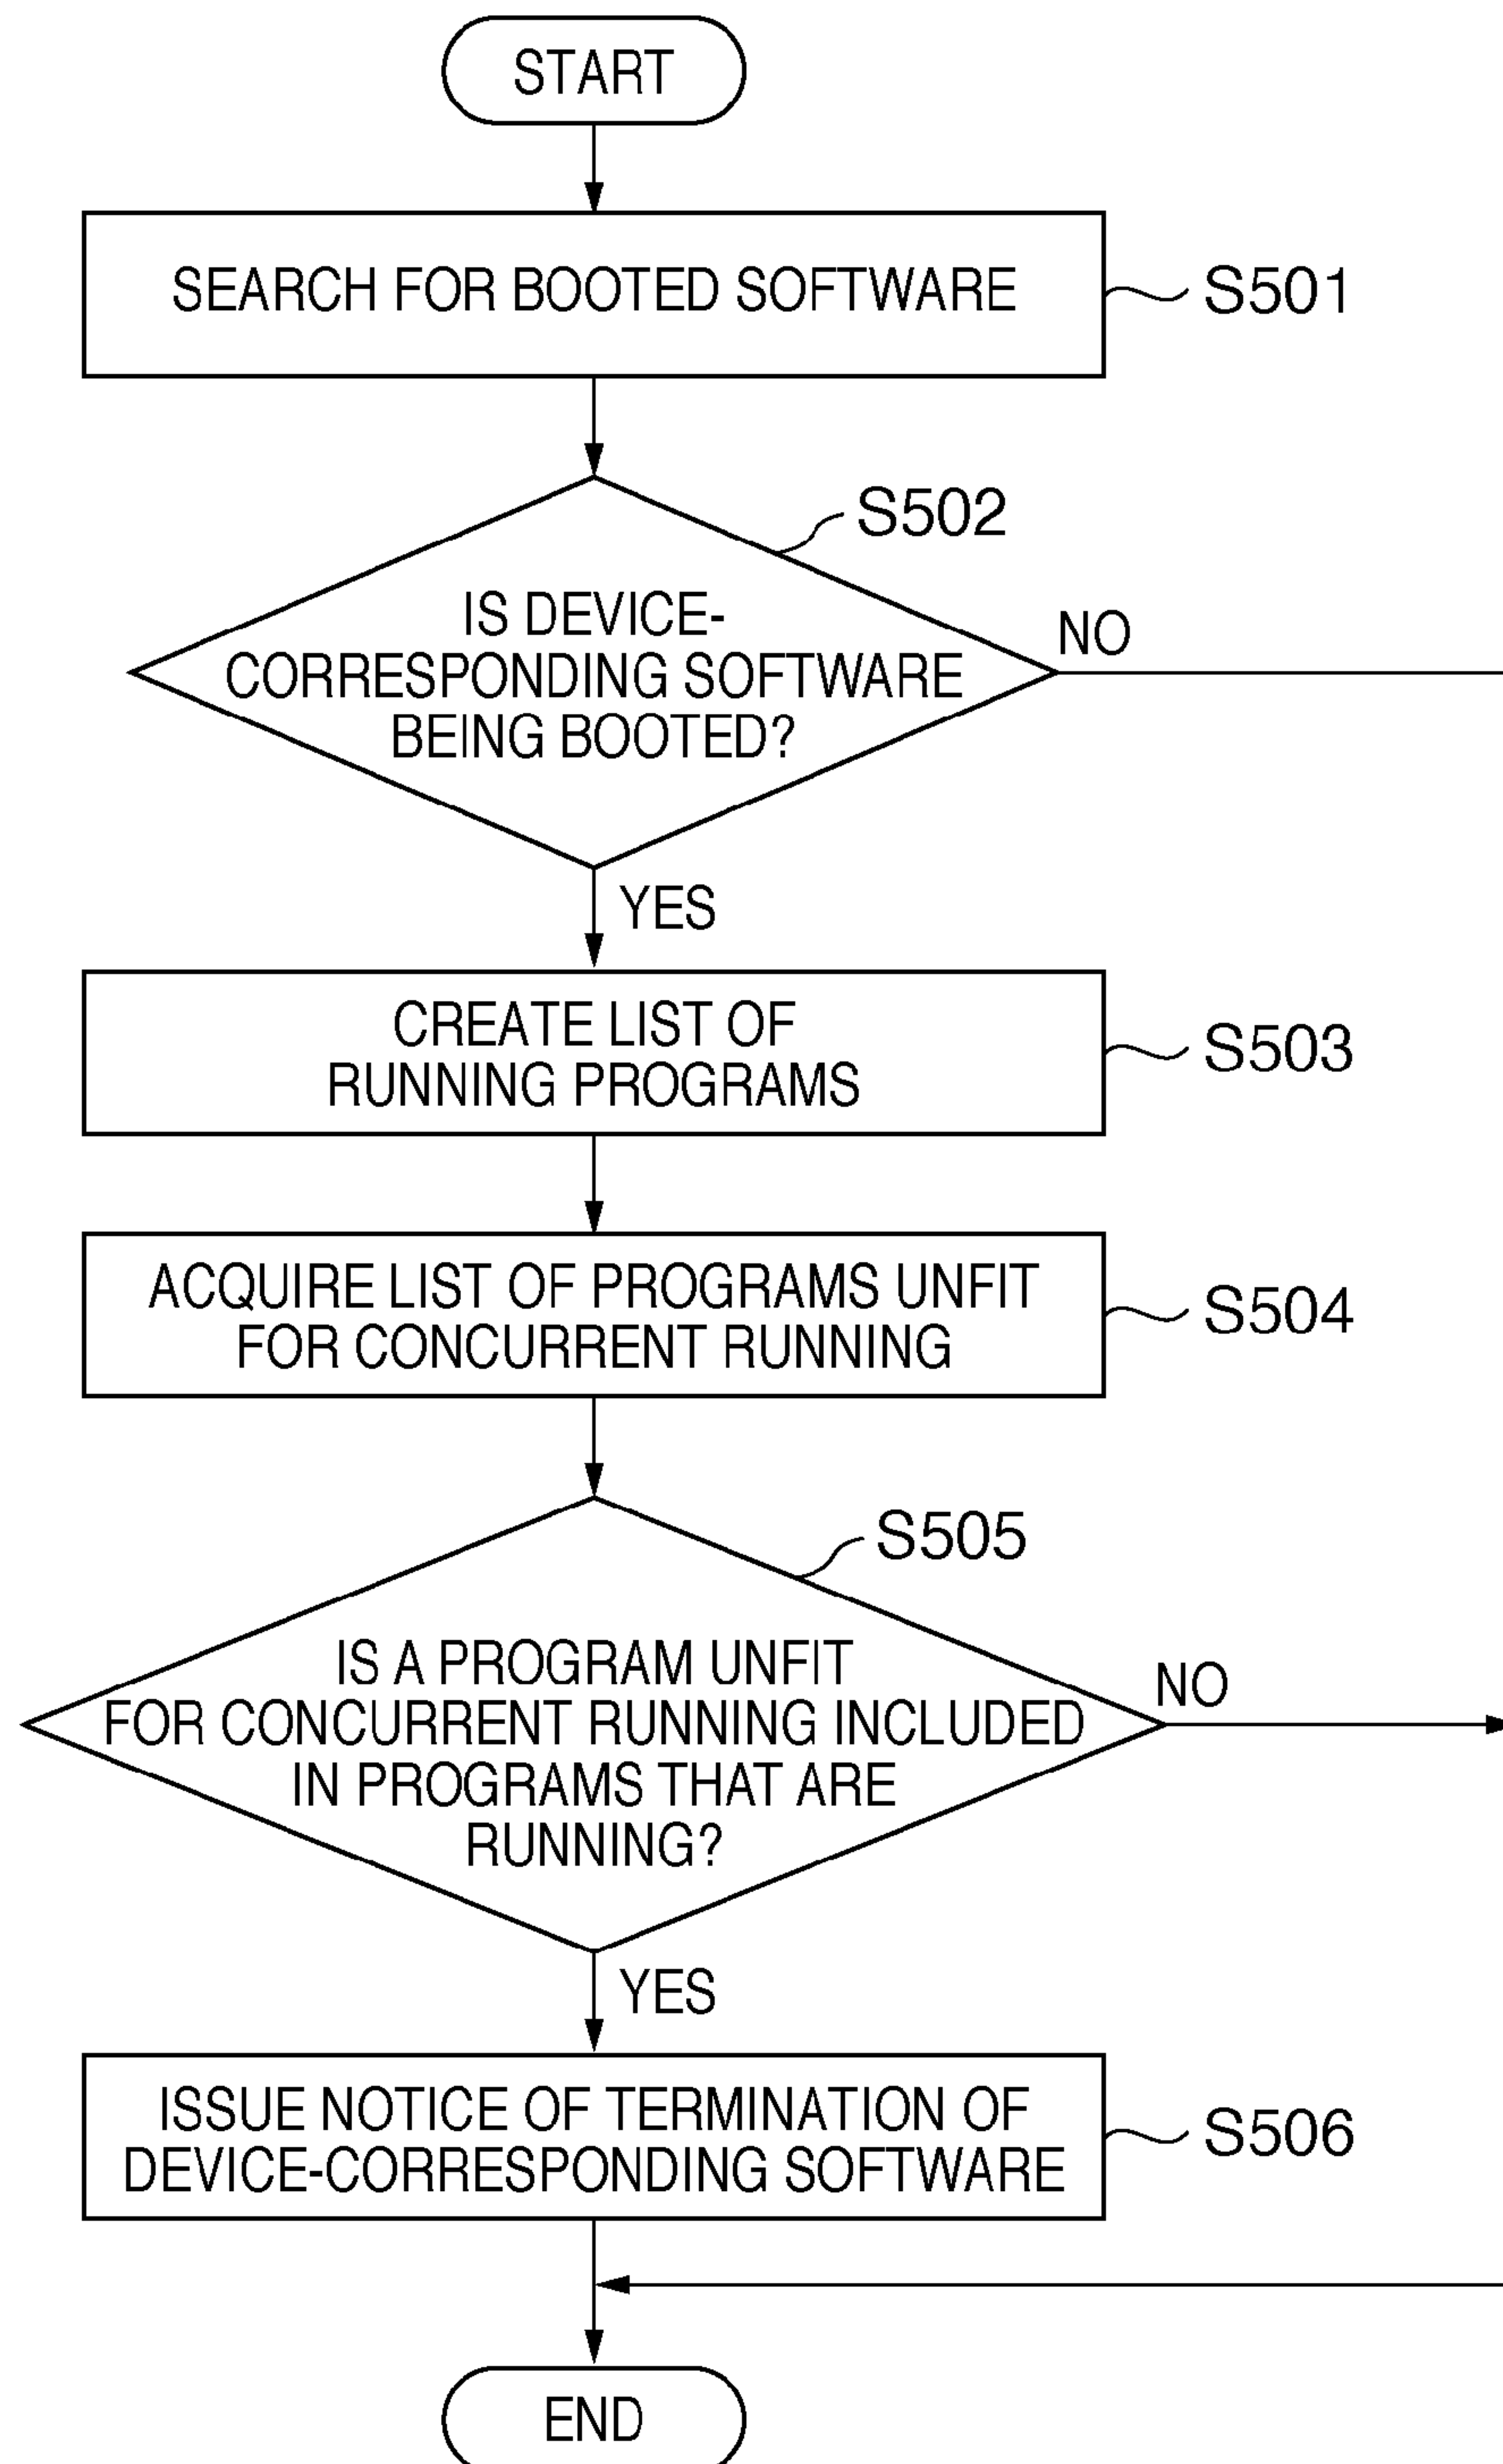 START
SEARCH FOR BOOTED SOFTWARE
S501
S502
IS DEVICE-
CORRESPONDING SOFTWARE
BEING BOOTED?
NO
YES
CREATE LIST OF
RUNNING PROGRAMS
S503
ACQUIRE LIST OF PROGRAMS UNFIT
FOR CONCURRENT RUNNING
S504
S505
IS A PROGRAM UNFIT
FOR CONCURRENT RUNNING INCLUDED
IN PROGRAMS THAT ARE
RUNNING?
NO
YES
ISSUE NOTICE OF TERMINATION OF
DEVICE-CORRESPONDING SOFTWARE
S506
END